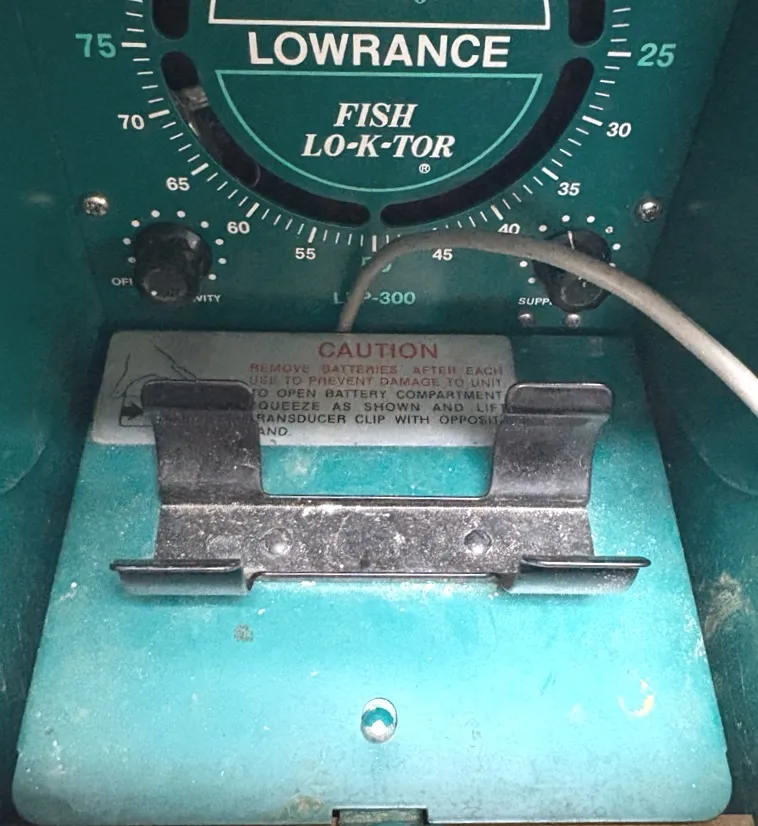 LOWRANCE
FISH
LO-K-TOR
®
75
25
70
30
65
35
60
40
55
45
CAUTION
REMOVE BATTERIES AFTER EACH
USE TO PREVENT DAMAGE TO UNIT
TO OPEN BATTERY COMPARTMENT
SQUEEZE AS SHOWN AND LIFT
TRANSDUCER CLIP WITH OPPOSITE